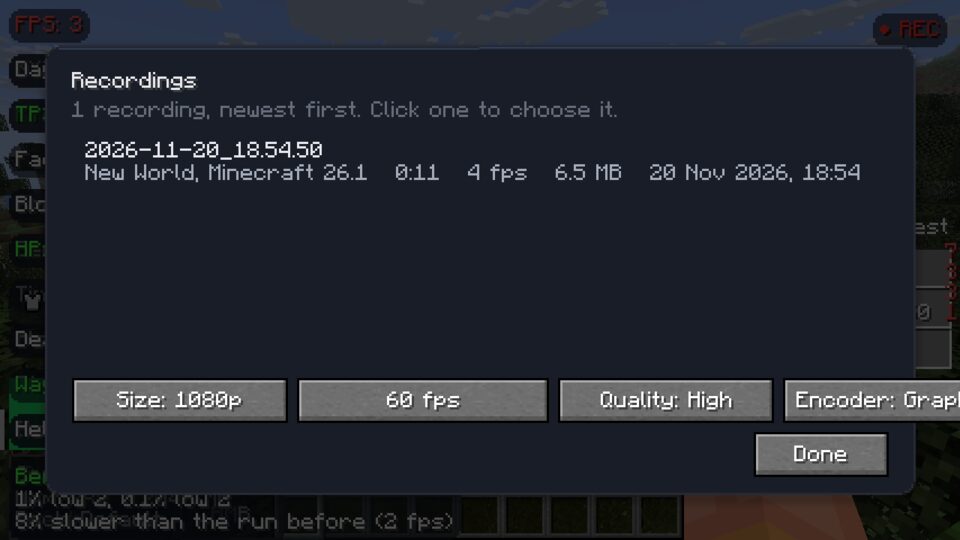 FPS: 3
REC
Recordings
1 recording, newest first. Click one to choose it.
2026-11-20_18.54.50
New World, Minecraft 26.1 0:11 4 fps 6.5 MB 20 Nov 2026, 18:54
Size: 1080p
60 fps
Quality: High
Encoder: Grap
Done
1% low 2, 0.1% low 2
8% slower than the run before (2 fps)